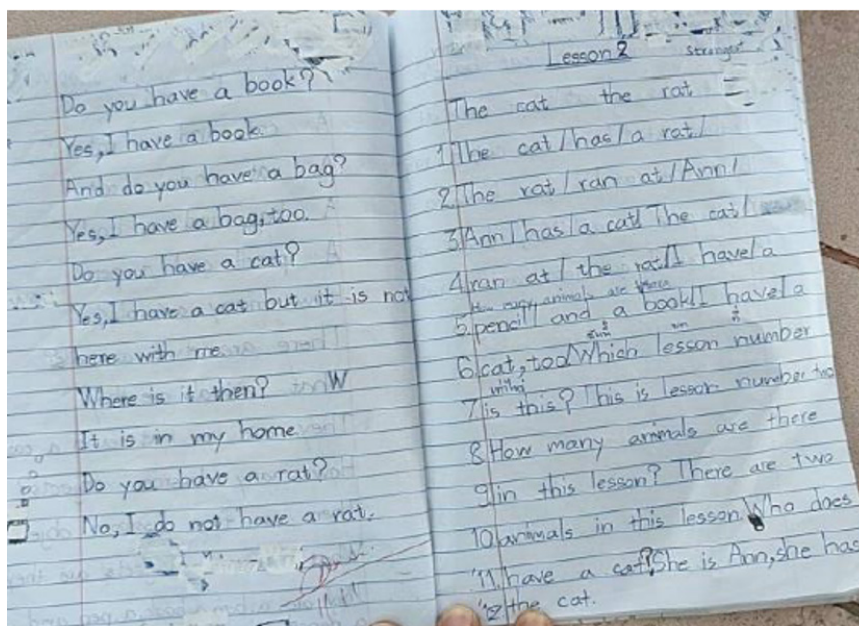 Do you have a book?
Yes, I have a book.
And do you have a bag?
Yes, I have a bag, too.
Do you have a cat?
Yes, I have a cat but it is not
here with me.
Where is it then?
It is in my home.
Do you have a rat?
No, I do not have a rat.
Lesson 2
Stranger
The cat the rat
1 The cat / has / a rat /
2 The rat / ran at / Ann /
3 Ann / has / a cat / The cat /
4 ran at / the rat / I have / a
How many animals are there
5 pencil / and a book / I have / a
6 cat, too / Which lesson number
7 is this? This is lesson number two
8 How many animals are there
9 in this lesson? There are two
10 animals in this lesson. Who does
11 have a cat? She is Ann, she has
12 the cat.